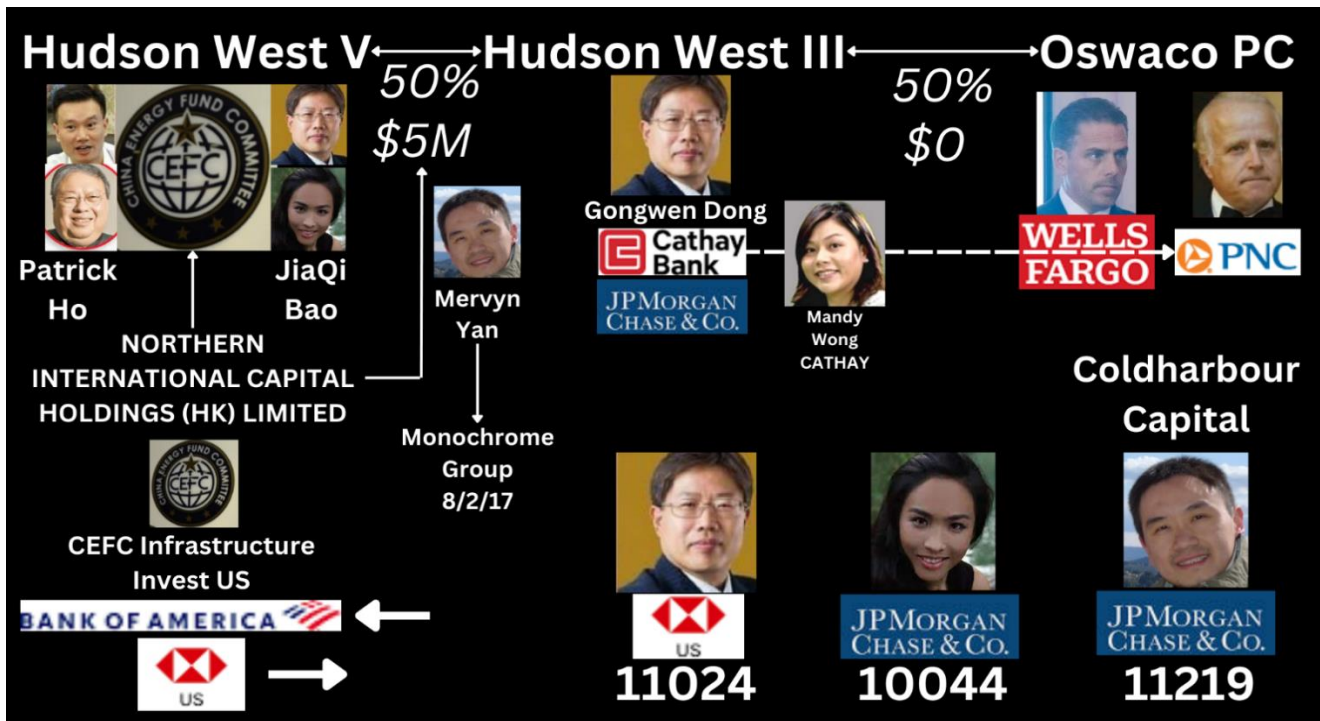 Hudson West V
50%
$5M
Hudson West III
50%
$0
Oswaco PC
CHINA ENERGY FUND COMMITTEE
CEFC
Patrick
Ho
JiaQi
Bao
NORTHERN
INTERNATIONAL CAPITAL
HOLDINGS (HK) LIMITED
Mervyn
Yan
Monochrome
Group
8/2/17
Gongwen Dong
Cathay
Bank
JPMORGAN
CHASE & CO.
Mandy
Wong
CATHAY
WELLS
FARGO
PNC
CHINA ENERGY FUND COMMITTEE
CEFC
CEFC Infrastructure
Invest US
BANK OF AMERICA
US
US
11024
JPMORGAN
CHASE & CO.
10044
Coldharbour
Capital
JPMORGAN
CHASE & CO.
11219